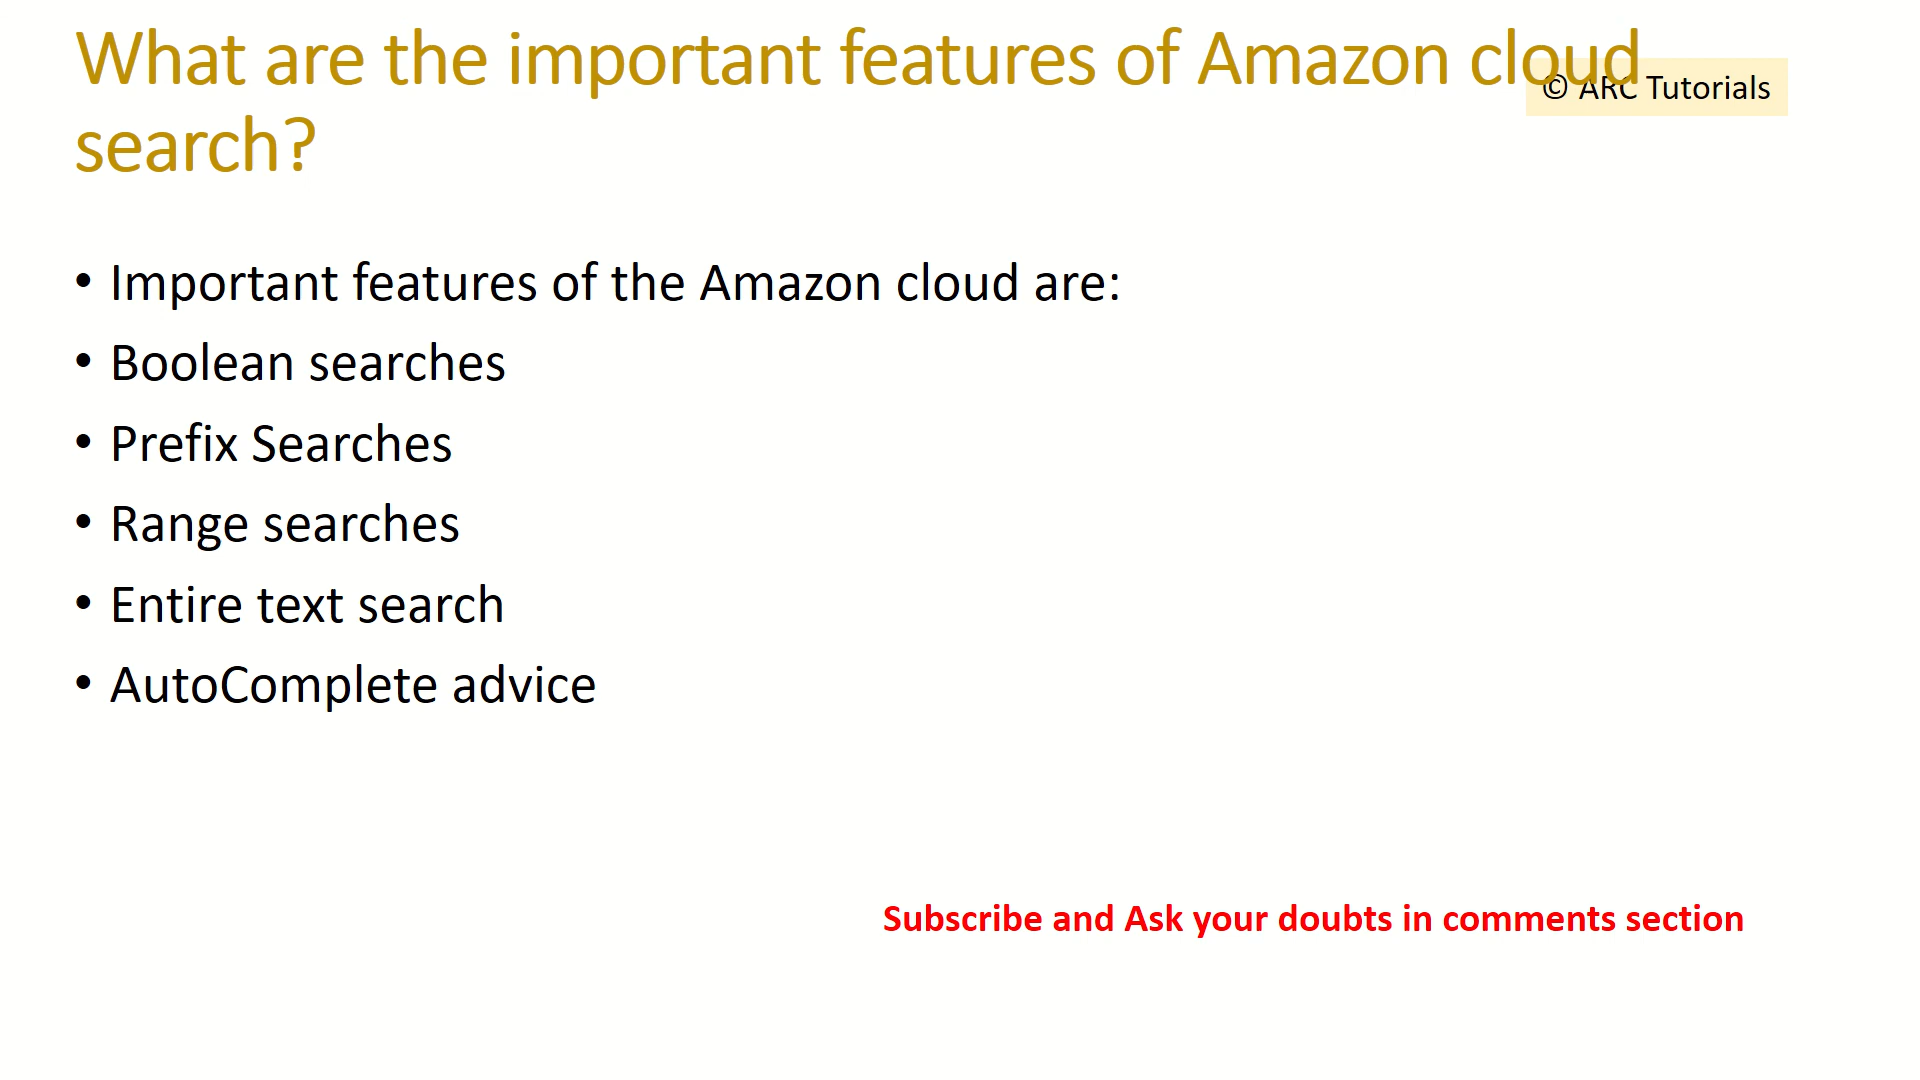 What are the important features of Amazon cloud
search?
© ARC Tutorials
• Important features of the Amazon cloud are:
• Boolean searches
• Prefix Searches
• Range searches
• Entire text search
• AutoComplete advice
Subscribe and Ask your doubts in comments section